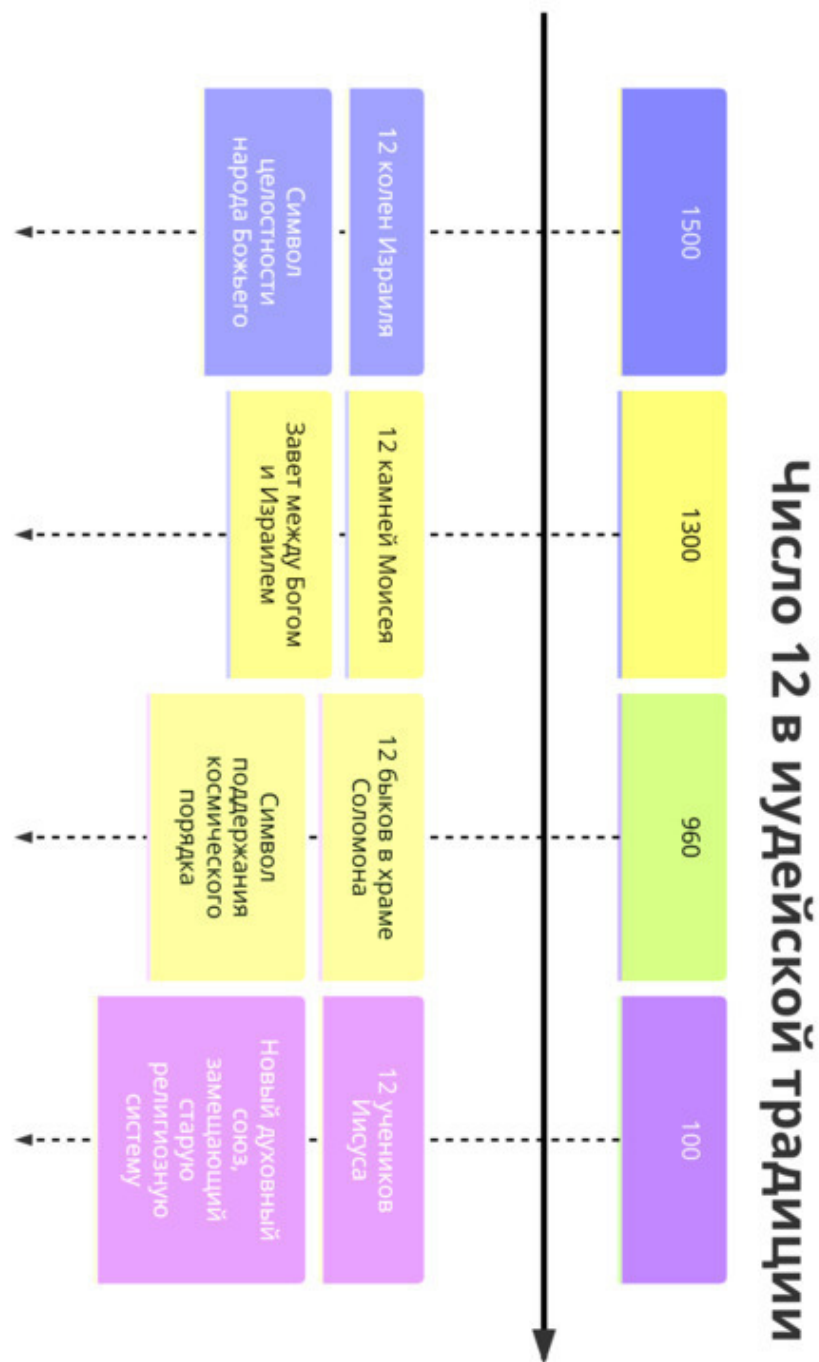 Число 12 в иудейской традиции
1500
1300
960
100
12 колен Израиля
12 камней Моисея
12 быков в храме
Соломона
12 учеников
Иисуса
Символ
целостности
народа Божьего
Завет между Богом
и Израилем
Символ
поддержания
космического
порядка
Новый духовный
союз,
замещающий
старую
религиозную
систему